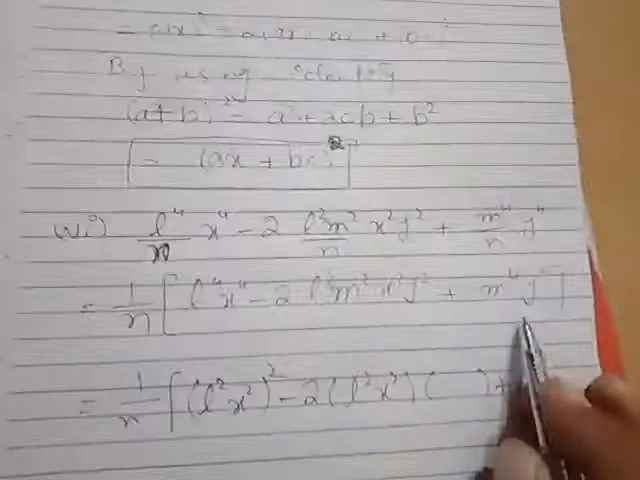 By using
(a+b)² = a² + 2ab + b²
= (ax + bc)²
l⁴/n x⁴ - 2 l²m²/n x²y² + m⁴/n y⁴
= 1/n [l⁴x⁴ - 2 l²m²x²y² + m⁴y⁴]
= 1/n [(l²x²)² - 2(l²x²)( ) +